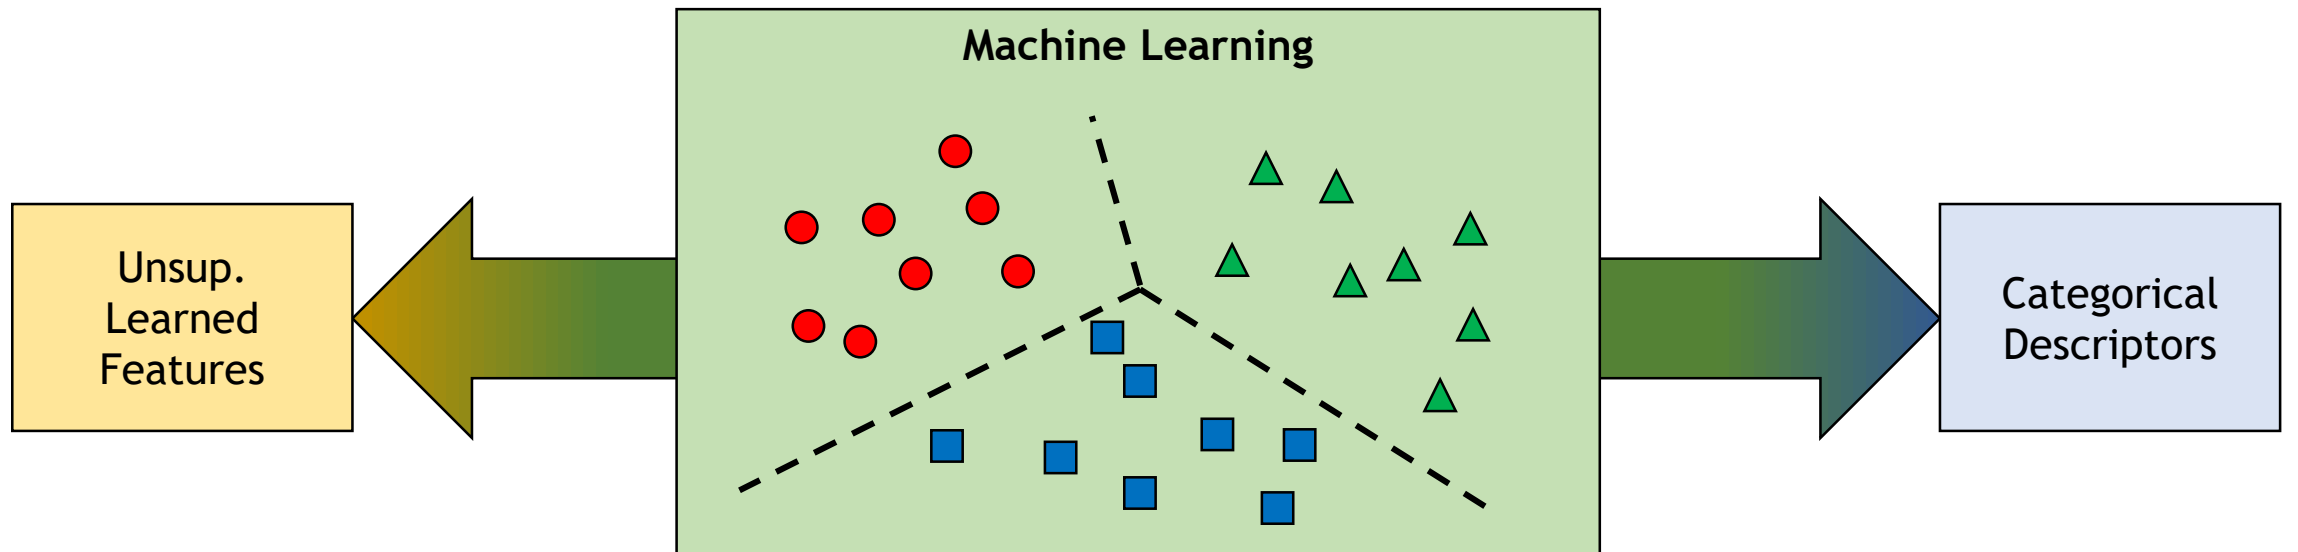 Machine Learning
Unsup.
Learned
Features
Categorical
Descriptors